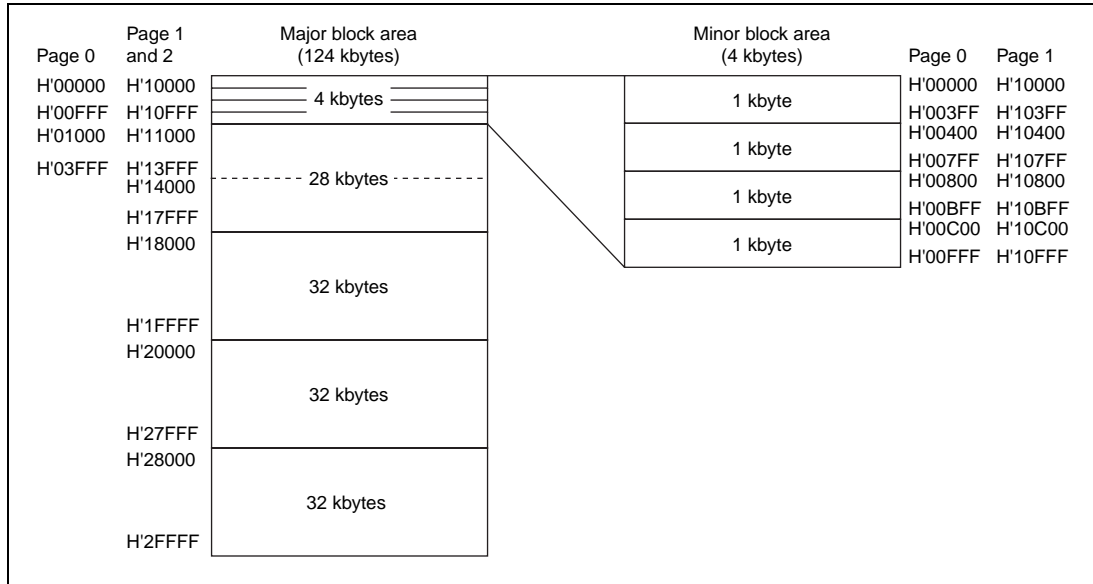 Page 0
Page 1
and 2
Major block area
(124 kbytes)
Minor block area
(4 kbytes)
Page 0 Page 1
H'00000 H'10000
H'00FFF H'10FFF
4 kbytes
H'01000 H'11000
H'03FFF H'13FFF
H'14000
H'17FFF
28 kbytes
H'18000
32 kbytes
H'1FFFF
H'20000
32 kbytes
H'27FFF
H'28000
32 kbytes
H'2FFFF
1 kbyte
H'00000 H'10000
H'003FF H'103FF
1 kbyte
H'00400 H'10400
H'007FF H'107FF
1 kbyte
H'00800 H'10800
H'00BFF H'10BFF
1 kbyte
H'00C00 H'10C00
H'00FFF H'10FFF